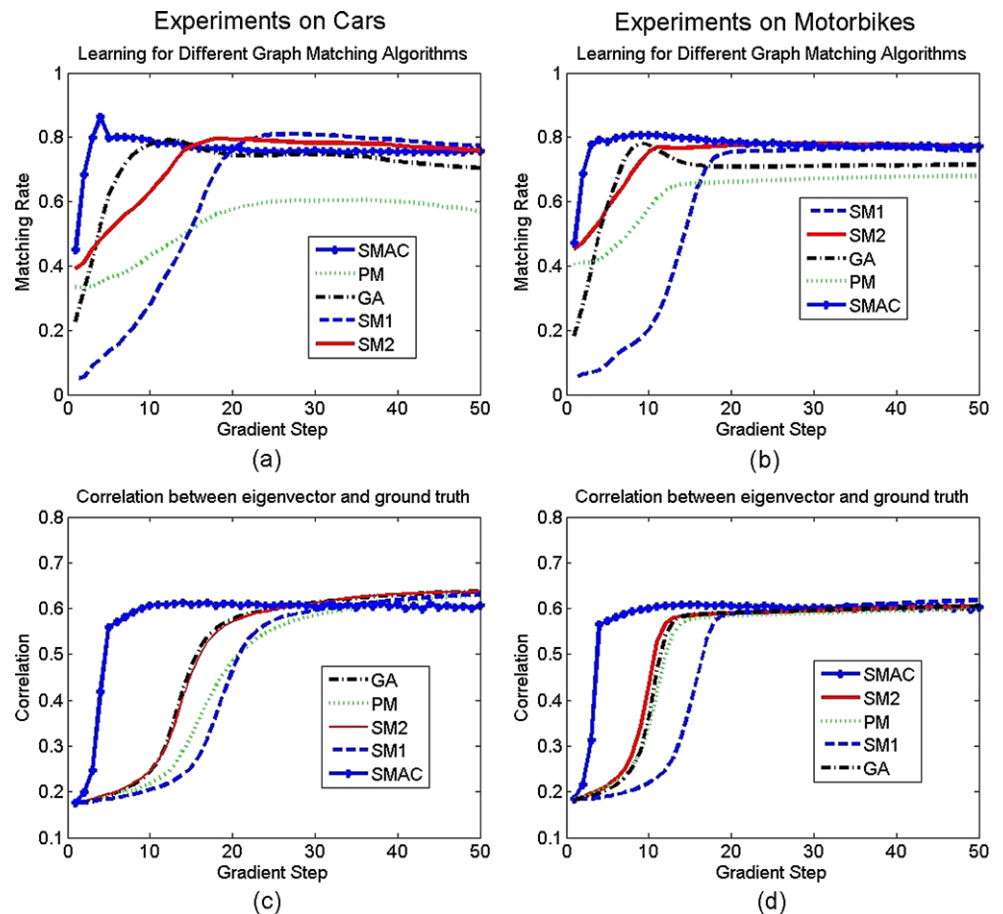 Experiments on Cars
Learning for Different Graph Matching Algorithms
Matching Rate
1
0.8
0.6
0.4
0.2
0
0 10 20 30 40 50
SMAC
PM
GA
SM1
SM2
Gradient Step
(a)
Experiments on Motorbikes
Learning for Different Graph Matching Algorithms
Matching Rate
1
0.8
0.6
0.4
0.2
0
0 10 20 30 40 50
SM1
SM2
GA
PM
SMAC
Gradient Step
(b)
Correlation between eigenvector and ground truth
Correlation
0.8
0.7
0.6
0.5
0.4
0.3
0.2
0.1
0 10 20 30 40 50
GA
PM
SM2
SM1
SMAC
Gradient Step
(c)
Correlation between eigenvector and ground truth
Correlation
0.8
0.7
0.6
0.5
0.4
0.3
0.2
0.1
0 10 20 30 40 50
SMAC
SM2
PM
SM1
GA
Gradient Step
(d)